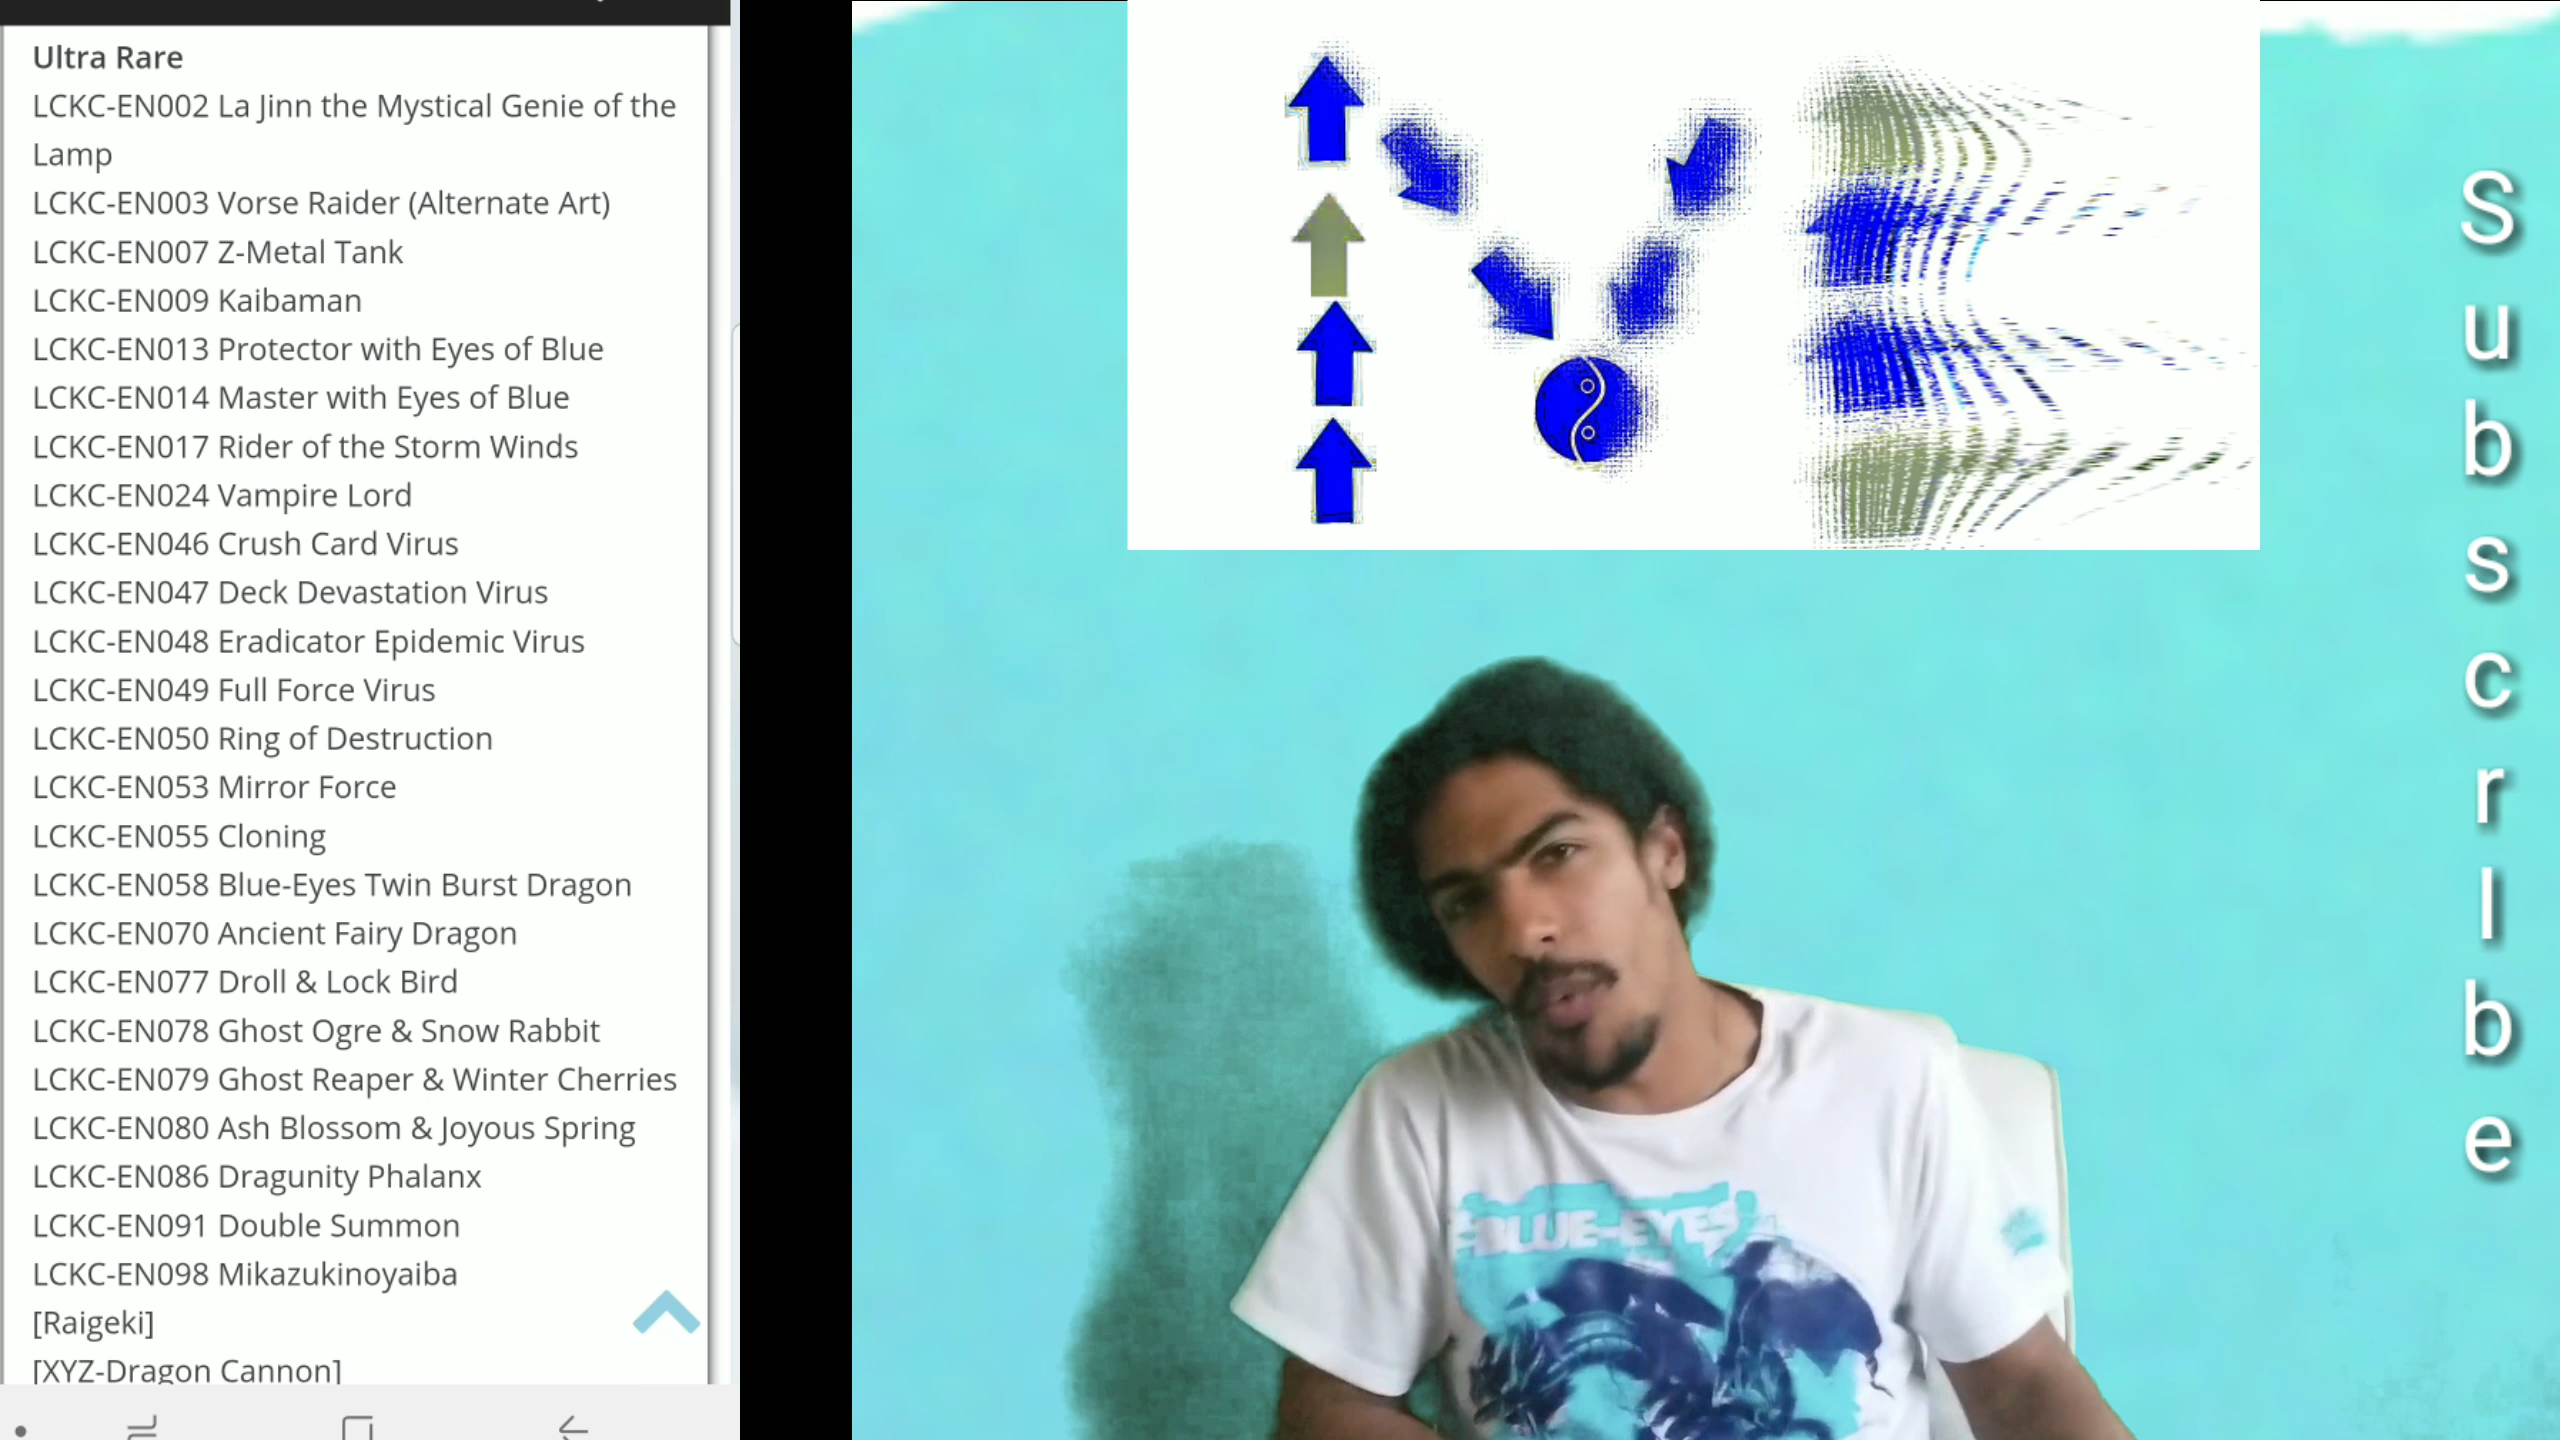 Ultra Rare
LCKC-EN002 La Jinn the Mystical Genie of the
Lamp
LCKC-EN003 Vorse Raider (Alternate Art)
LCKC-EN007 Z-Metal Tank
LCKC-EN009 Kaibaman
LCKC-EN013 Protector with Eyes of Blue
LCKC-EN014 Master with Eyes of Blue
LCKC-EN017 Rider of the Storm Winds
LCKC-EN024 Vampire Lord
LCKC-EN046 Crush Card Virus
LCKC-EN047 Deck Devastation Virus
LCKC-EN048 Eradicator Epidemic Virus
LCKC-EN049 Full Force Virus
LCKC-EN050 Ring of Destruction
LCKC-EN053 Mirror Force
LCKC-EN055 Cloning
LCKC-EN058 Blue-Eyes Twin Burst Dragon
LCKC-EN070 Ancient Fairy Dragon
LCKC-EN077 Droll & Lock Bird
LCKC-EN078 Ghost Ogre & Snow Rabbit
LCKC-EN079 Ghost Reaper & Winter Cherries
LCKC-EN080 Ash Blossom & Joyous Spring
LCKC-EN086 Dragunity Phalanx
LCKC-EN091 Double Summon
LCKC-EN098 Mikazukinoyaiba
[Raigeki]
[XYZ-Dragon Cannon]
BLUE-EYES
S
u
b
s
c
r
I
b
e